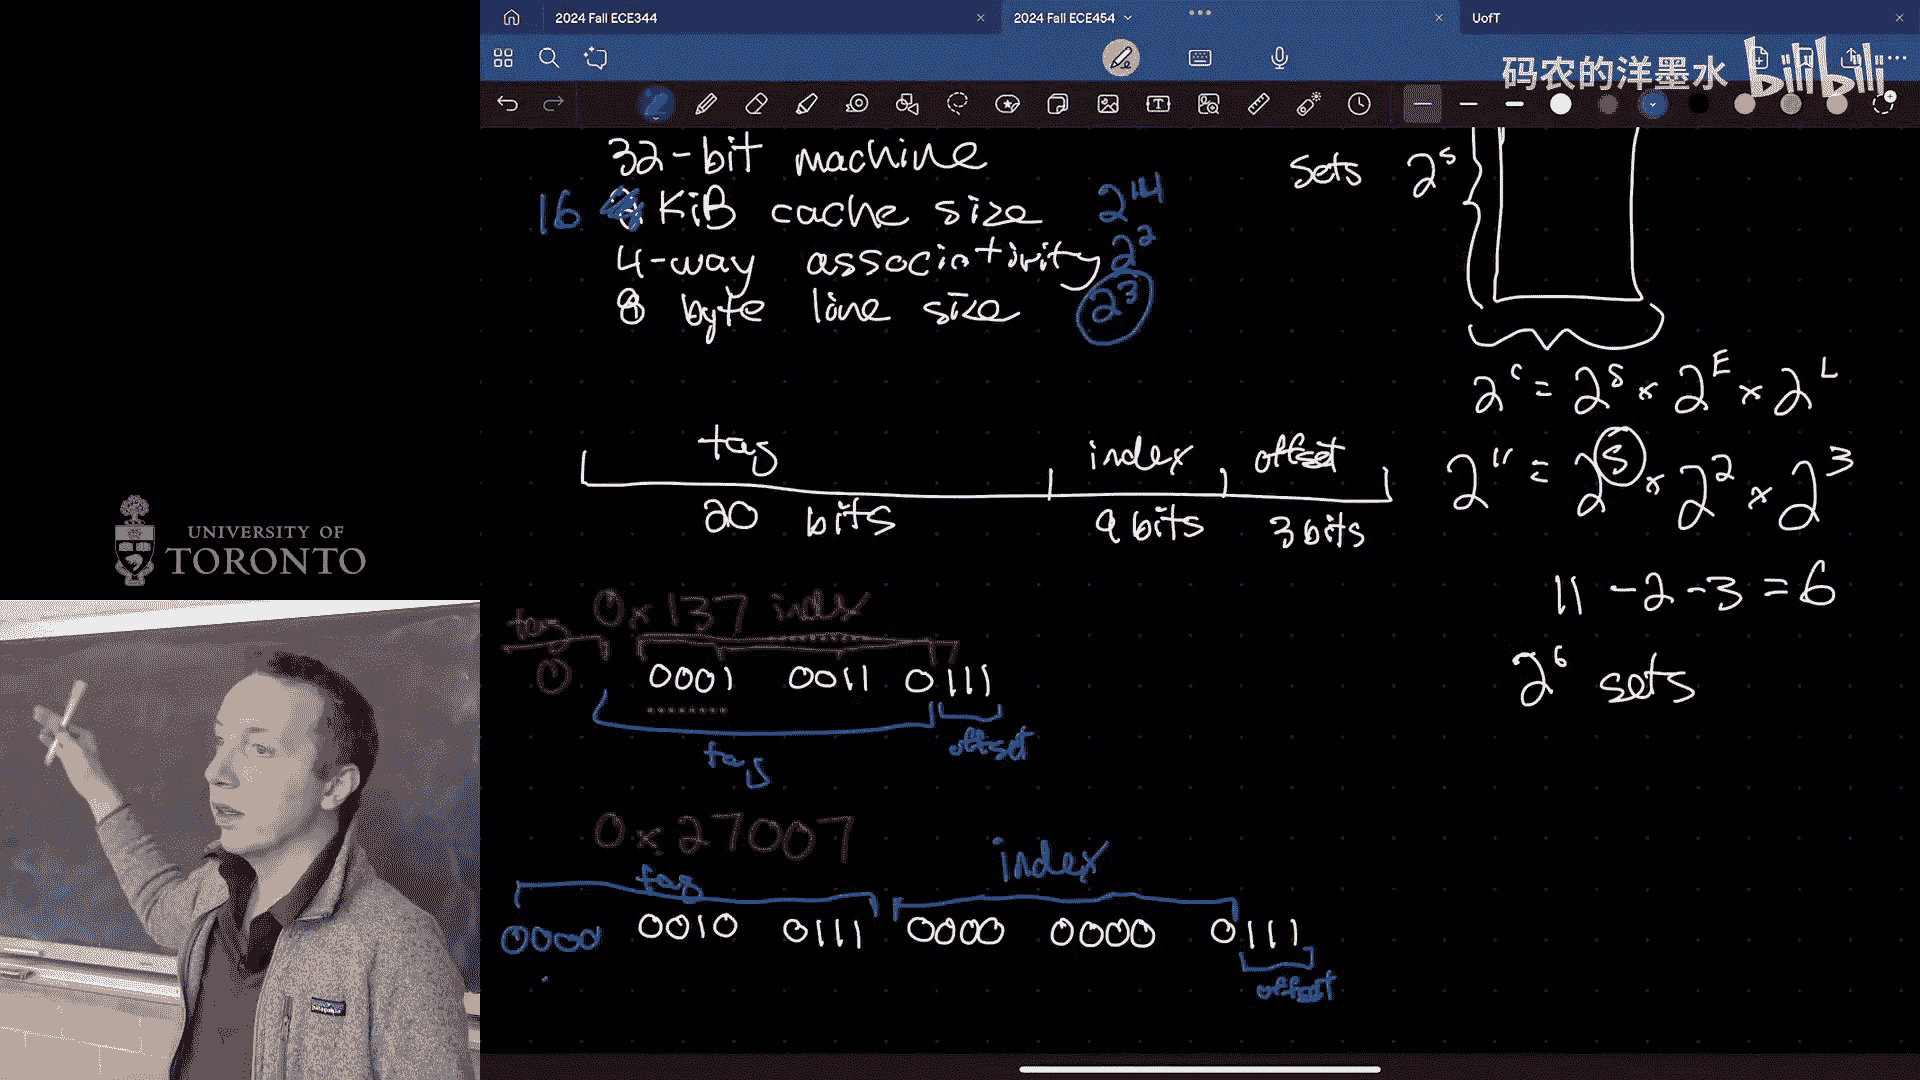 2024 Fall ECE344
2024 Fall ECE454
UofT
码农的洋墨水 bilibili
32-bit machine
16 KiB cache size 2^14
4-way associativity 2^2
8 byte line size 2^3
Sets 2^s
2^c = 2^s × 2^E × 2^L
2^11 = 2^s × 2^2 × 2^3
11 - 2 - 3 = 6
2^6 sets
tag index offset
20 bits 9 bits 3 bits
UNIVERSITY OF
TORONTO
tag 0x137 index
0 0001 0011 0111
tag offset
0x27007
tag index
0000 0010 0111 0000 0000 0111
offset